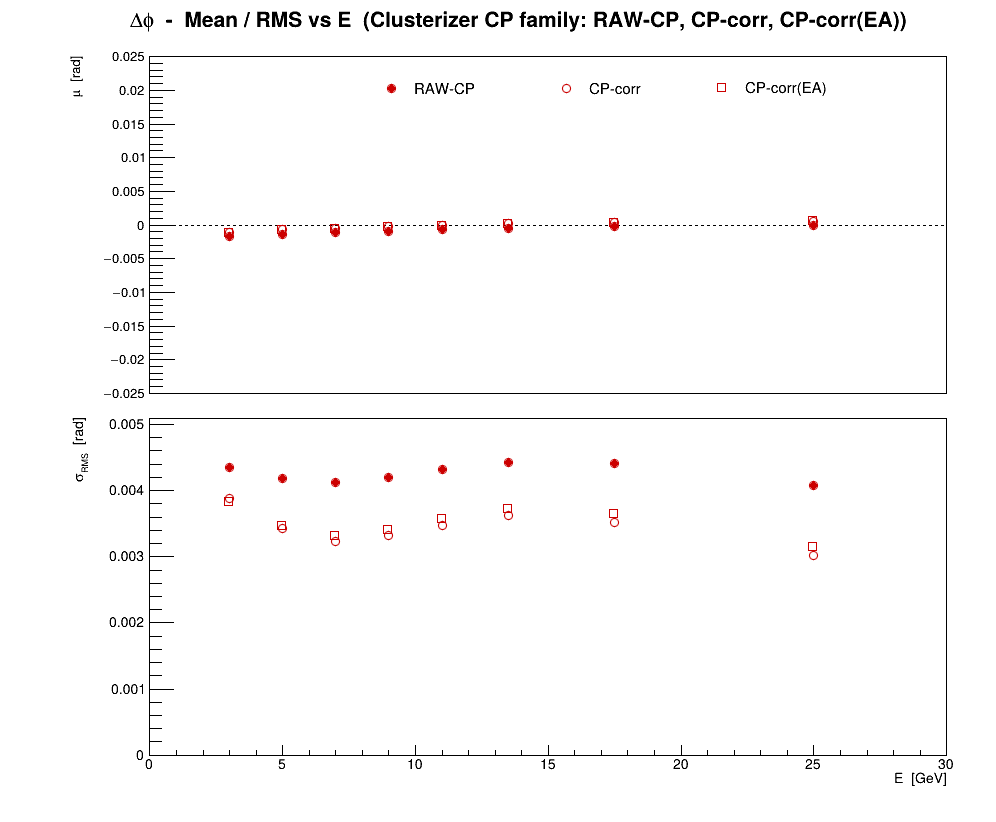 Δϕ - Mean / RMS vs E (Clusterizer CP family: RAW-CP, CP-corr, CP-corr(EA))
μ [rad]
0.025
0.02
0.015
0.01
0.005
0
−0.005
−0.01
−0.015
−0.02
−0.025
RAW-CP CP-corr CP-corr(EA)
σRMS [rad]
0.005
0.004
0.003
0.002
0.001
0
0 5 10 15 20 25 30
E [GeV]